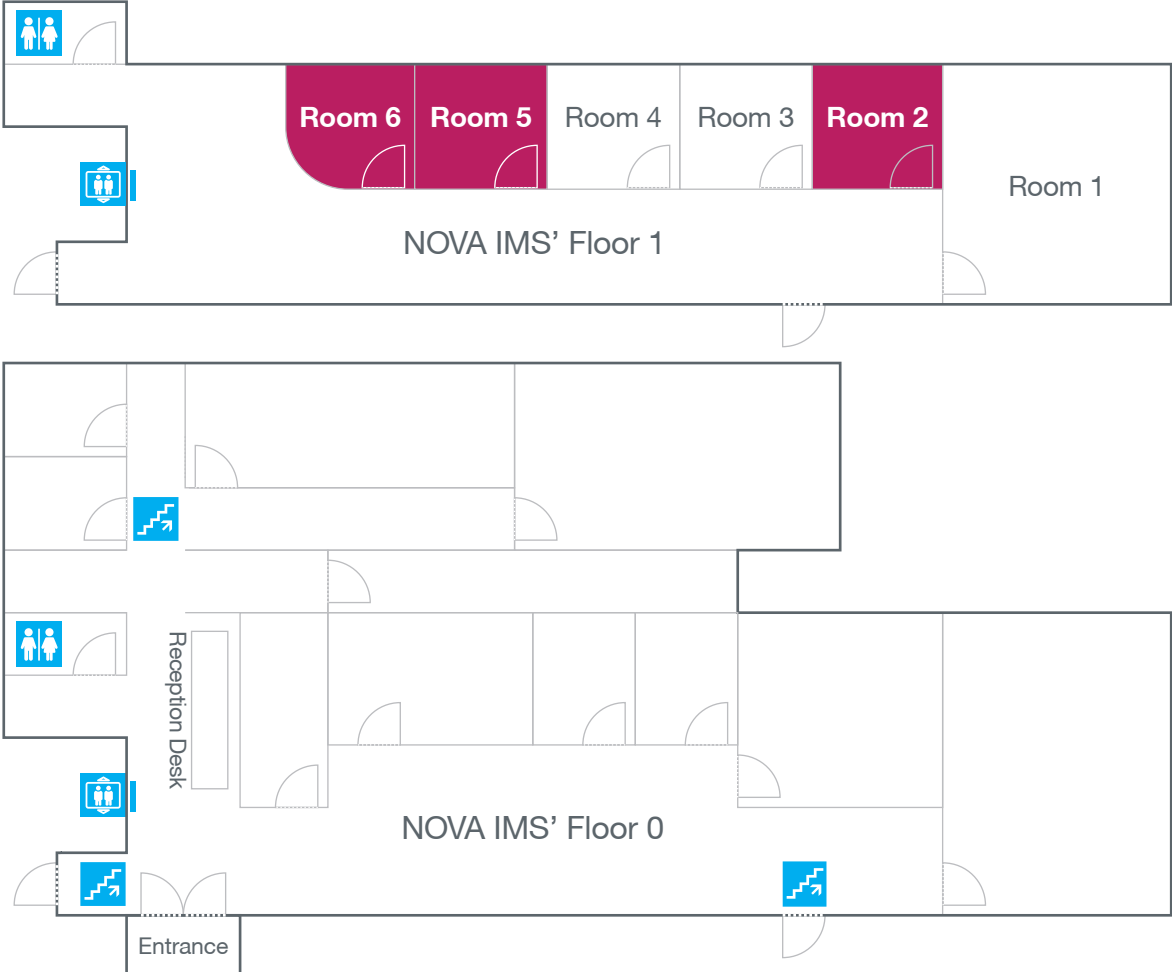 Room 6
Room 5
Room 4
Room 3
Room 2
Room 1
NOVA IMS’ Floor 1
Reception Desk
NOVA IMS’ Floor 0
Entrance